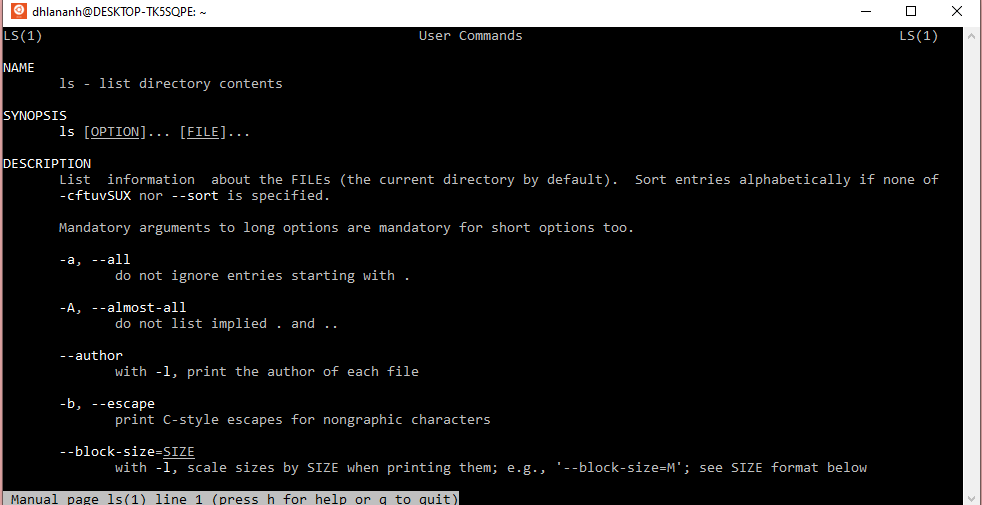 dhlananh@DESKTOP-TK5SQPE: ~
LS(1) User Commands LS(1)
NAME
ls - list directory contents
SYNOPSIS
ls [OPTION]... [FILE]...
DESCRIPTION
List information about the FILEs (the current directory by default). Sort entries alphabetically if none of
-cftuvSUX nor --sort is specified.
Mandatory arguments to long options are mandatory for short options too.
-a, --all
do not ignore entries starting with .
-A, --almost-all
do not list implied . and ..
--author
with -l, print the author of each file
-b, --escape
print C-style escapes for nongraphic characters
--block-size=SIZE
with -l, scale sizes by SIZE when printing them; e.g., '--block-size=M'; see SIZE format below
Manual page ls(1) line 1 (press h for help or q to quit)